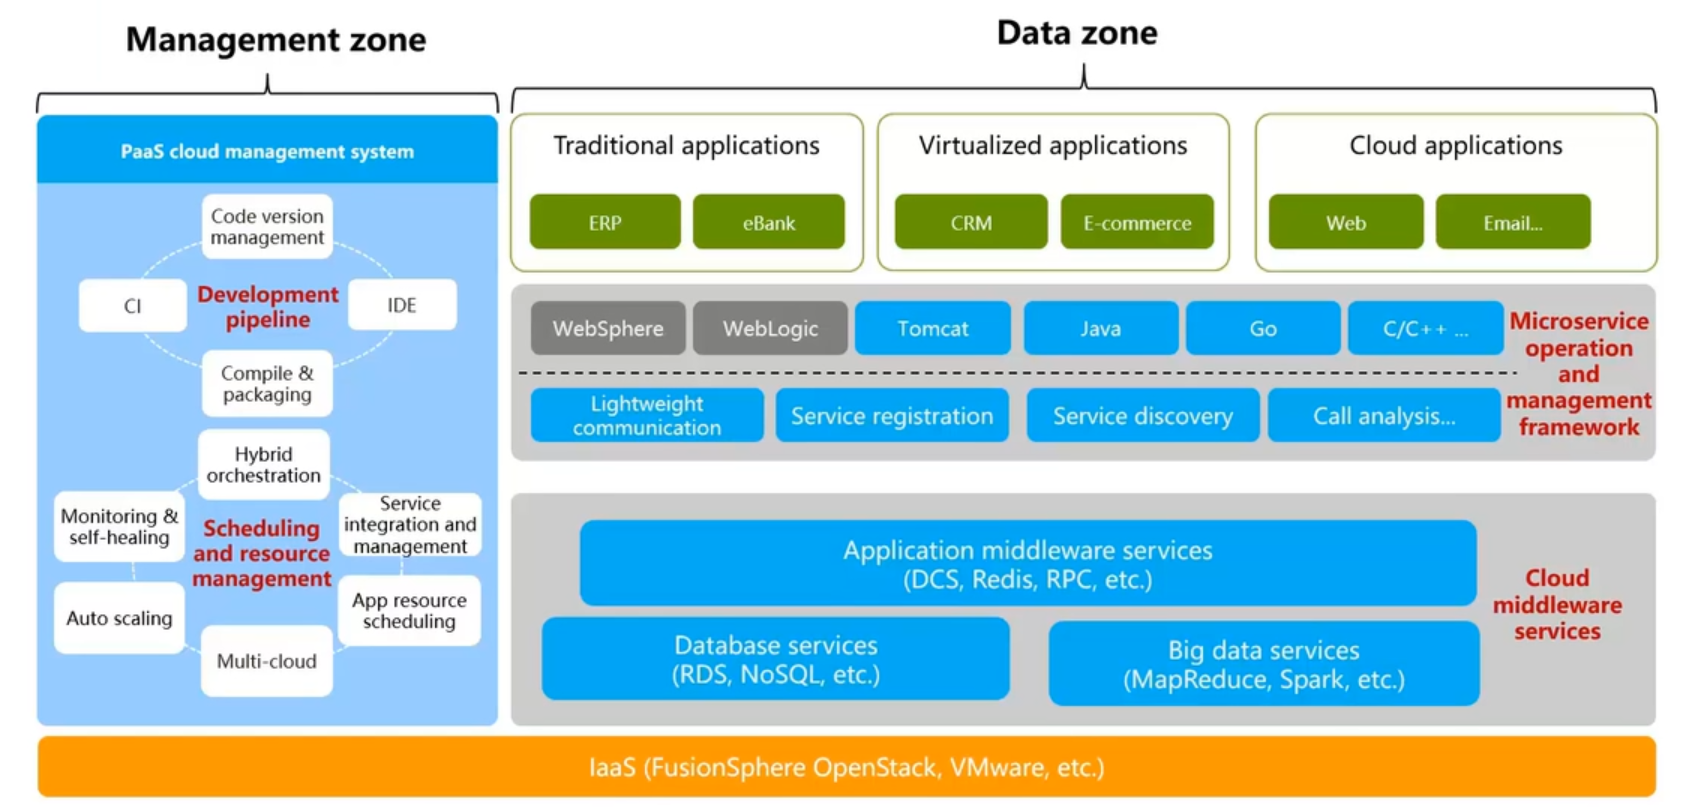 Management zone
Data zone
PaaS cloud management system
Code version
management
CI
Development
pipeline
IDE
Compile &
packaging
Hybrid
orchestration
Monitoring &
self-healing
Scheduling
and resource
management
Service
integration and
management
Auto scaling
App resource
scheduling
Multi-cloud
Traditional applications
ERP
eBank
Virtualized applications
CRM
E-commerce
Cloud applications
Web
Email...
WebSphere
WebLogic
Tomcat
Java
Go
C/C++ ...
Lightweight
communication
Service registration
Service discovery
Call analysis...
Microservice
operation
and
management
framework
Application middleware services
(DCS, Redis, RPC, etc.)
Database services
(RDS, NoSQL, etc.)
Big data services
(MapReduce, Spark, etc.)
Cloud
middleware
services
IaaS (FusionSphere OpenStack, VMware, etc.)